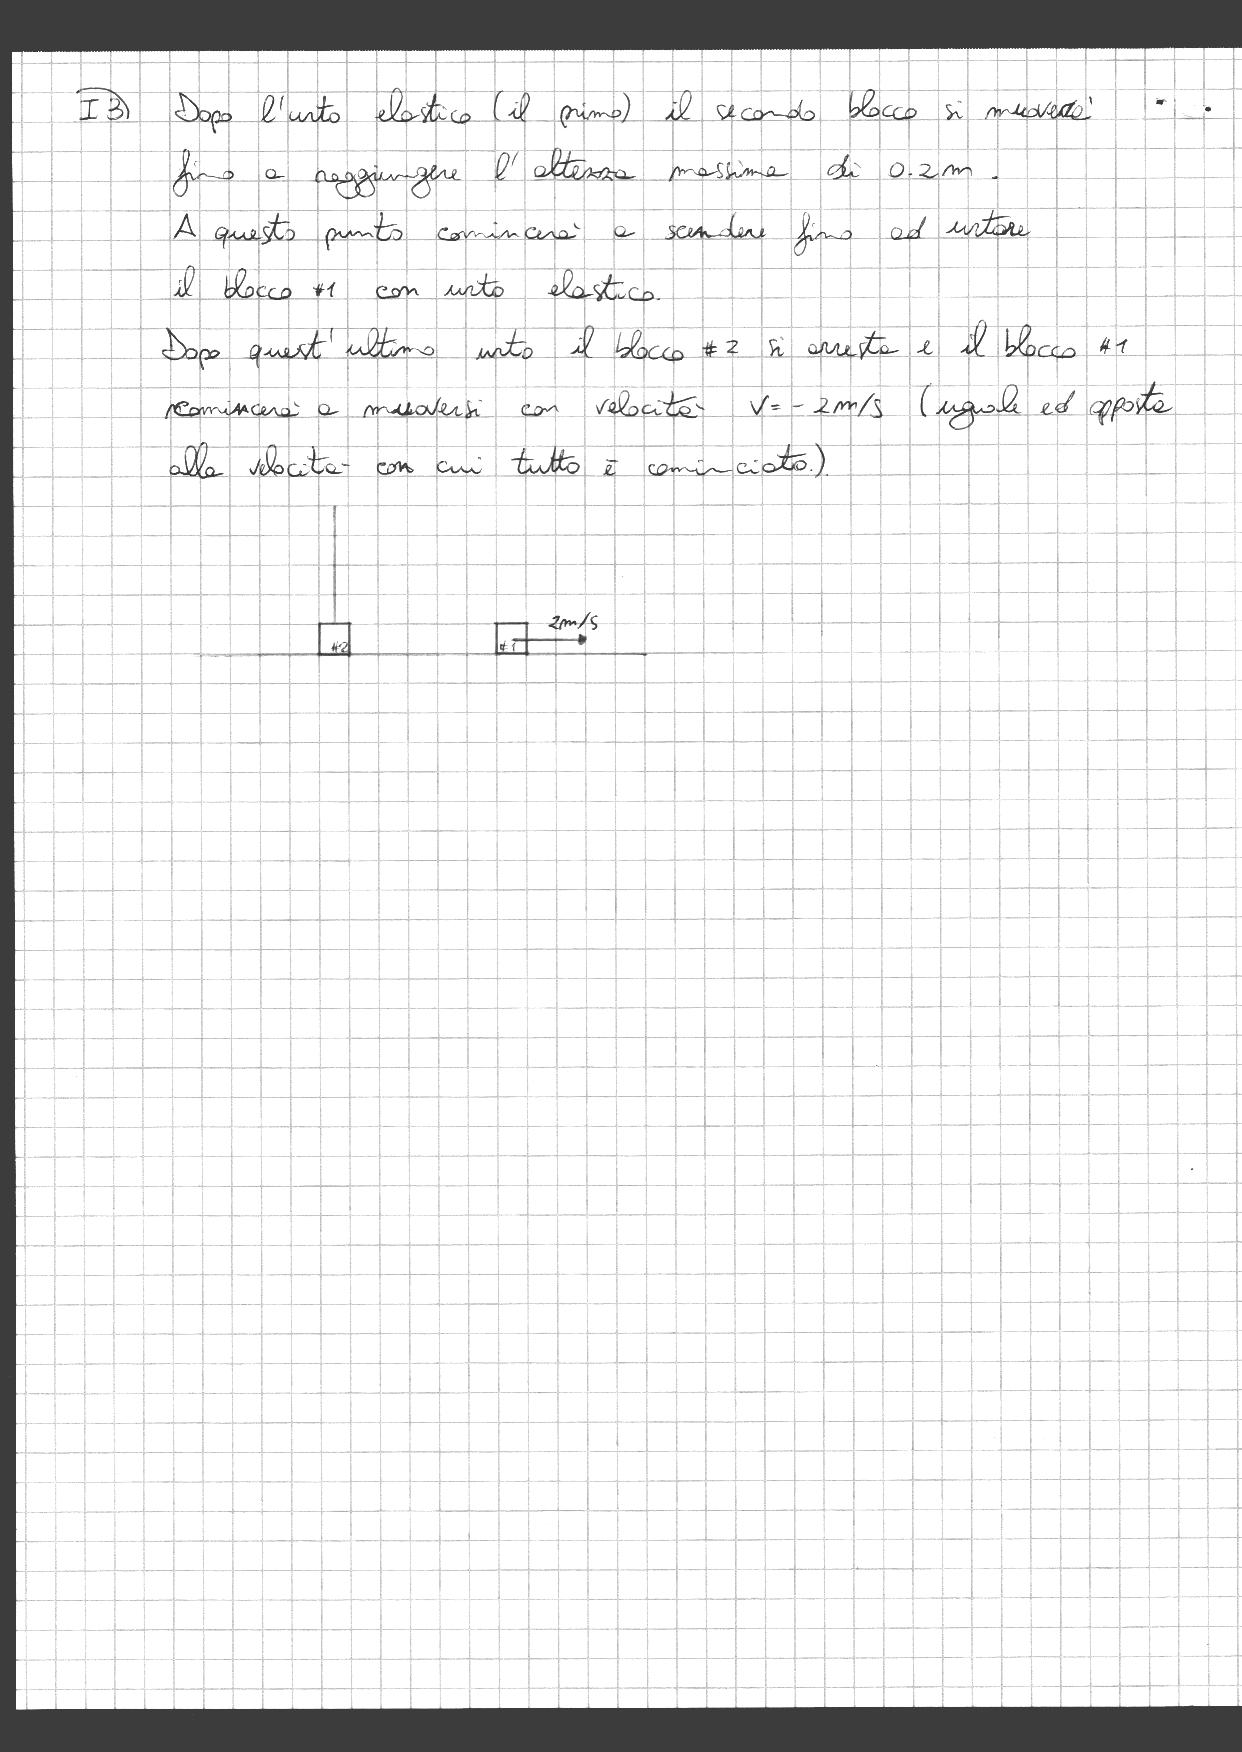 I3) Dopo l'urto elastico (il primo) il secondo blocco si muoverà
fino a raggiungere l'altezza massima di 0.2m.
A questo punto comincerà a scendere fino ad urtare
il blocco #1 con urto elastico.
Dopo quest'ultimo urto il blocco #2 si arresta e il blocco #1
comincerà a muoversi con velocità v=-2m/s (uguale ed opposta
alla velocità con cui tutto è cominciato.)
2m/s
#2 #1